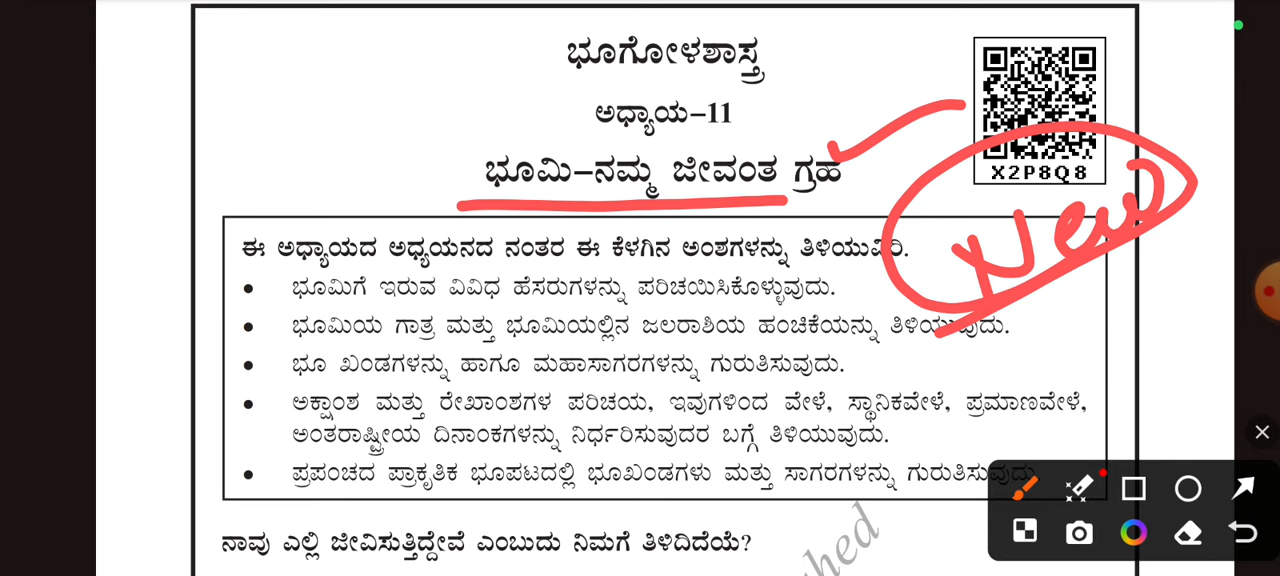 ಭೂಗೋಳಶಾಸ್ತ್ರ
ಅಧ್ಯಾಯ–11
ಭೂಮಿ–ನಮ್ಮ ಜೀವಂತ ಗ್ರಹ
X2P8Q8
New
ಈ ಅಧ್ಯಾಯದ ಅಧ್ಯಯನದ ನಂತರ ಈ ಕೆಳಗಿನ ಅಂಶಗಳನ್ನು ತಿಳಿಯುವಿರಿ.
• ಭೂಮಿಗೆ ಇರುವ ವಿವಿಧ ಹೆಸರುಗಳನ್ನು ಪರಿಚಯಿಸಿಕೊಳ್ಳುವುದು.
• ಭೂಮಿಯ ಗಾತ್ರ ಮತ್ತು ಭೂಮಿಯಲ್ಲಿನ ಜಲರಾಶಿಯ ಹಂಚಿಕೆಯನ್ನು ತಿಳಿಯುವುದು.
• ಭೂ ಖಂಡಗಳನ್ನು ಹಾಗೂ ಮಹಾಸಾಗರಗಳನ್ನು ಗುರುತಿಸುವುದು.
• ಅಕ್ಷಾಂಶ ಮತ್ತು ರೇಖಾಂಶಗಳ ಪರಿಚಯ, ಇವುಗಳಿಂದ ವೇಳೆ, ಸ್ಥಾನಿಕವೇಳೆ, ಪ್ರಮಾಣವೇಳೆ,
ಅಂತರಾಷ್ಟ್ರೀಯ ದಿನಾಂಕಗಳನ್ನು ನಿರ್ಧರಿಸುವುದರ ಬಗ್ಗೆ ತಿಳಿಯುವುದು.
• ಪ್ರಪಂಚದ ಪ್ರಾಕೃತಿಕ ಭೂಪಟದಲ್ಲಿ ಭೂಖಂಡಗಳು ಮತ್ತು ಸಾಗರಗಳನ್ನು ಗುರುತಿಸುವುದು
ನಾವು ಎಲ್ಲಿ ಜೀವಿಸುತ್ತಿದ್ದೇವೆ ಎಂಬುದು ನಿಮಗೆ ತಿಳಿದಿದೆಯೆ?